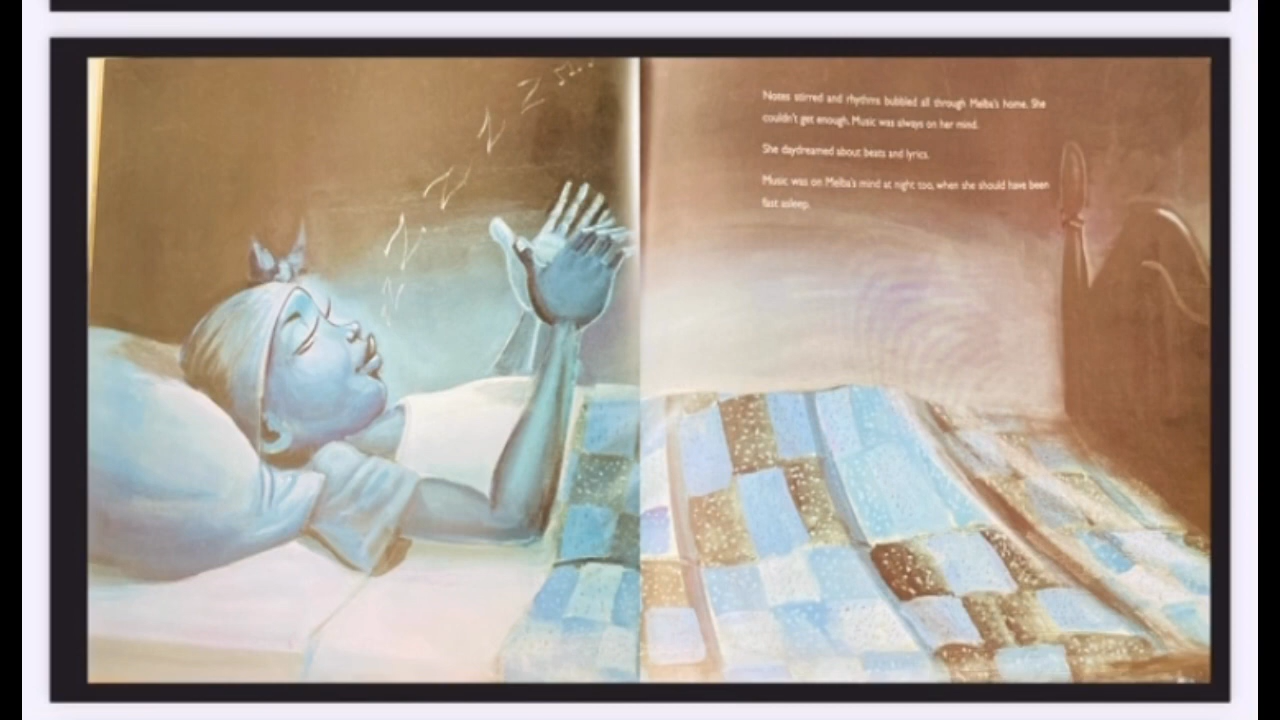 Notes stirred and rhythms bubbled all through Melba's home. She
couldn't get enough. Music was always on her mind.
She daydreamed about beats and lyrics.
Music was on Melba's mind at night too, when she should have been
fast asleep.